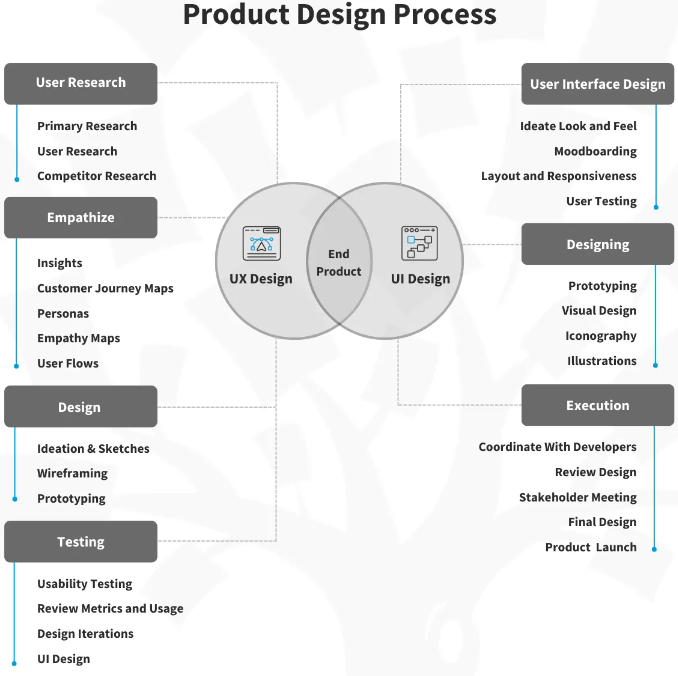 Product Design Process
User Research
Primary Research
User Research
Competitor Research
Empathize
Insights
Customer Journey Maps
Personas
Empathy Maps
User Flows
Design
Ideation & Sketches
Wireframing
Prototyping
Testing
Usability Testing
Review Metrics and Usage
Design Iterations
UI Design
UX Design
End
Product
UI Design
User Interface Design
Ideate Look and Feel
Moodboarding
Layout and Responsiveness
User Testing
Designing
Prototyping
Visual Design
Iconography
Illustrations
Execution
Coordinate With Developers
Review Design
Stakeholder Meeting
Final Design
Product Launch